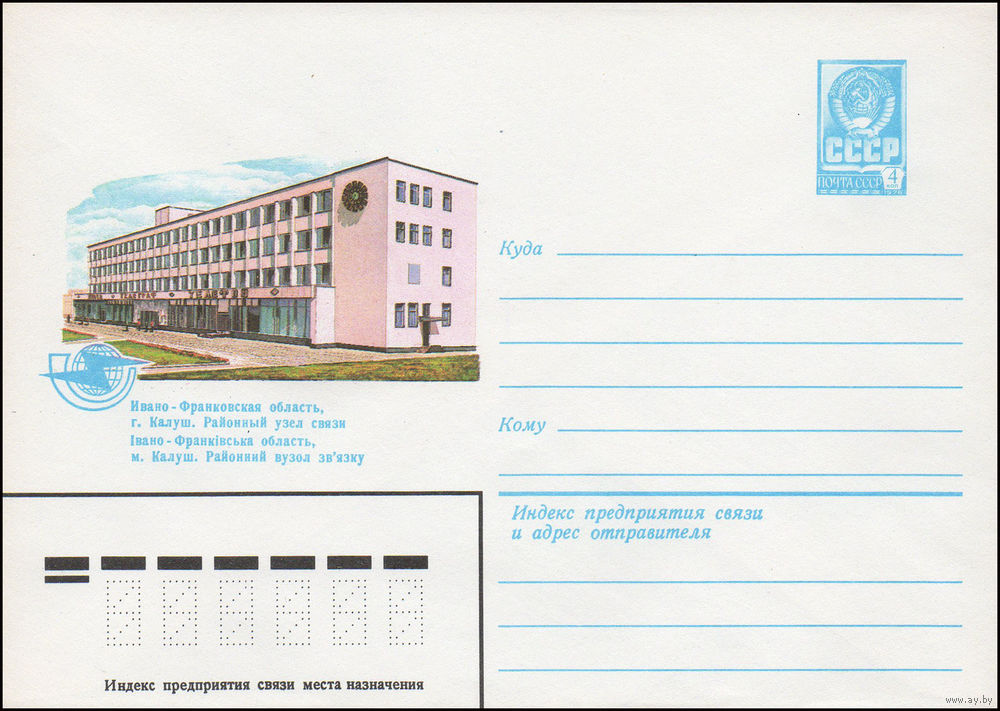 СССР
ПОЧТА СССР 4 КОП
ТЕЛЕГРАФ
Куда
Ивано-Франковская область,
г. Калуш. Районный узел связи
Івано-Франківська область,
м. Калуш. Районний вузол зв'язку
Кому
Индекс предприятия связи
и адрес отправителя
Индекс предприятия связи места назначения
www.ay.by